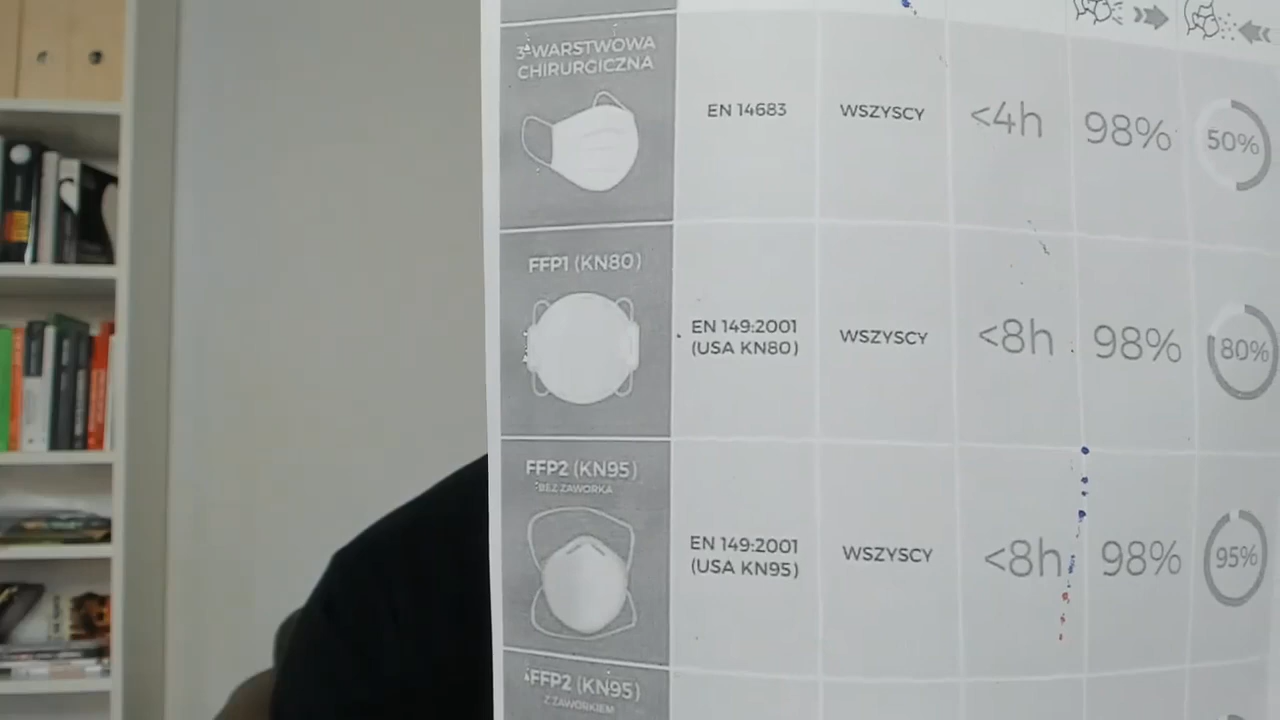 3-WARSTWOWA
CHIRURGICZNA
EN 14683
WSZYSCY
<4h
98%
50%
FFP1 (KN80)
EN 149:2001
(USA KN80)
WSZYSCY
<8h
98%
80%
FFP2 (KN95)
BEZ ZAWORKA
EN 149:2001
(USA KN95)
WSZYSCY
<8h
98%
95%
FFP2 (KN95)
Z ZAWORKIEM